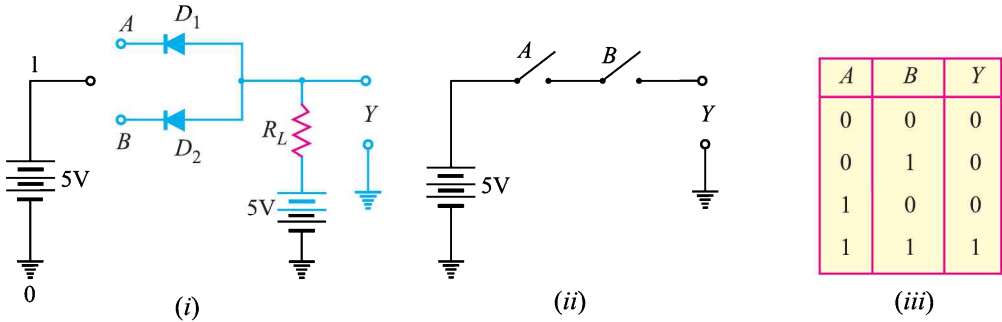 A D₁
1
B D₂
5V
0
R_L
5V
Y
(i)
A B
5V
Y
(ii)
A B Y
0 0 0
0 1 0
1 0 0
1 1 1
(iii)